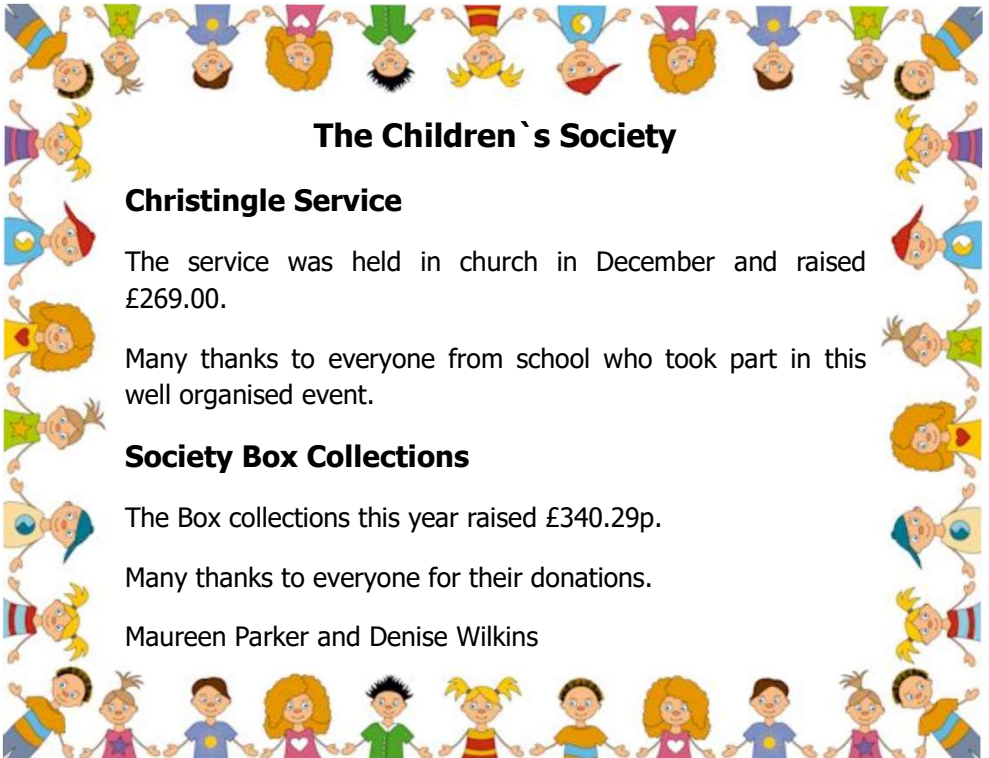 The Children`s Society
Christingle Service
The service was held in church in December and raised
£269.00.
Many thanks to everyone from school who took part in this
well organised event.
Society Box Collections
The Box collections this year raised £340.29p.
Many thanks to everyone for their donations.
Maureen Parker and Denise Wilkins